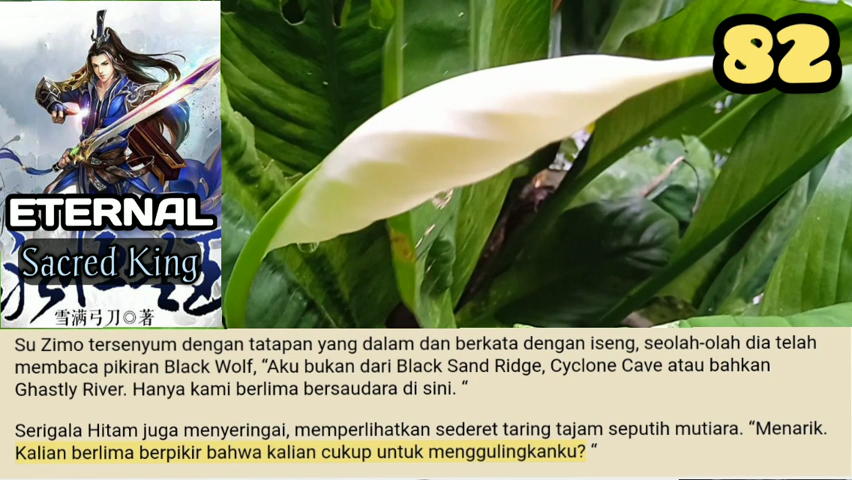 82
ETERNAL
Sacred King
雪满弓刀◎著
Su Zimo tersenyum dengan tatapan yang dalam dan berkata dengan iseng, seolah-olah dia telah
membaca pikiran Black Wolf, “Aku bukan dari Black Sand Ridge, Cyclone Cave atau bahkan
Ghastly River. Hanya kami berlima bersaudara di sini. “
Serigala Hitam juga menyeringai, memperlihatkan sederet taring tajam seputih mutiara. “Menarik.
Kalian berlima berpikir bahwa kalian cukup untuk menggulingkanku? “